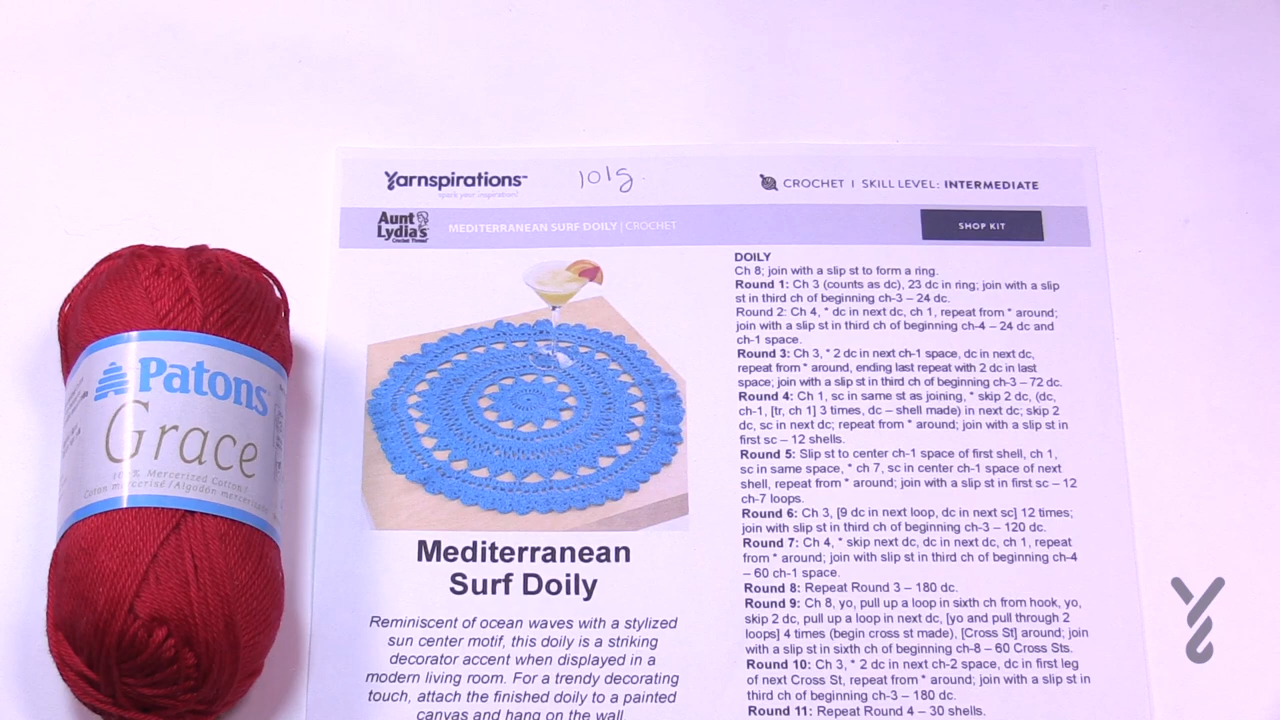 Yarnspirations™
spark your inspiration!
101g.
CROCHET I SKILL LEVEL: INTERMEDIATE
Aunt
Lydia's
Crochet Thread
MEDITERRANEAN SURF DOILY | CROCHET
SHOP KIT
Patons
Grace
100% Mercerized Cotton
Coton mercerisé / Algodón mercerizado
Mediterranean
Surf Doily
Reminiscent of ocean waves with a stylized
sun center motif, this doily is a striking
decorator accent when displayed in a
modern living room. For a trendy decorating
touch, attach the finished doily to a painted
canvas and hang on the wall.
DOILY
Ch 8; join with a slip st to form a ring.
Round 1: Ch 3 (counts as dc), 23 dc in ring; join with a slip
st in third ch of beginning ch-3 – 24 dc.
Round 2: Ch 4, * dc in next dc, ch 1, repeat from * around;
join with a slip st in third ch of beginning ch-4 – 24 dc and
ch-1 space.
Round 3: Ch 3, * 2 dc in next ch-1 space, dc in next dc,
repeat from * around, ending last repeat with 2 dc in last
space; join with a slip st in third ch of beginning ch-3 – 72 dc.
Round 4: Ch 1, sc in same st as joining, * skip 2 dc, (dc,
ch-1, [tr, ch 1] 3 times, dc – shell made) in next dc; skip 2
dc, sc in next dc; repeat from * around; join with a slip st in
first sc – 12 shells.
Round 5: Slip st to center ch-1 space of first shell, ch 1,
sc in same space, * ch 7, sc in center ch-1 space of next
shell, repeat from * around; join with a slip st in first sc – 12
ch-7 loops.
Round 6: Ch 3, [9 dc in next loop, dc in next sc] 12 times;
join with slip st in third ch of beginning ch-3 – 120 dc.
Round 7: Ch 4, * skip next dc, dc in next dc, ch 1, repeat
from * around; join with slip st in third ch of beginning ch-4
– 60 ch-1 space.
Round 8: Repeat Round 3 – 180 dc.
Round 9: Ch 8, yo, pull up a loop in sixth ch from hook, yo,
skip 2 dc, pull up a loop in next dc, [yo and pull through 2
loops] 4 times (begin cross st made), [Cross St] around; join
with a slip st in sixth ch of beginning ch-8 – 60 Cross Sts.
Round 10: Ch 3, * 2 dc in next ch-2 space, dc in first leg
of next Cross St, repeat from * around; join with a slip st in
third ch of beginning ch-3 – 180 dc.
Round 11: Repeat Round 4 – 30 shells.